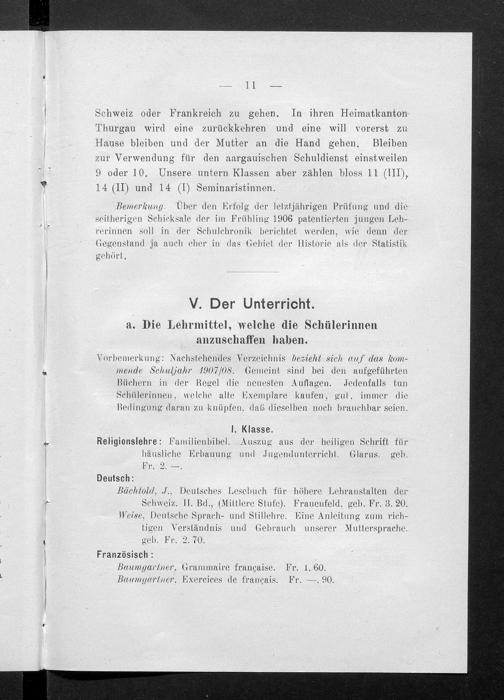 — 11 —
Schweiz oder Frankreich zu gehen. In ihren Heimatkanton
Thurgau wird eine zurückkehren und eine will vorerst zu
Hause bleiben und der Mutter an die Hand gehen. Bleiben
zur Verwendung für den aargauischen Schuldienst einstweilen
9 oder 10. Unsere untern Klassen aber zählen bloss 11 (III),
14 (II) und 14 (I) Seminaristinnen.
Bemerkung. Über den Erfolg der letztjährigen Prüfung und die
seitherigen Schicksale der im Frühling 1906 patentierten jungen Leh-
rerinnen soll in der Schulchronik berichtet werden, wie denn der
Gegenstand ja auch eher in das Gebiet der Historie als der Statistik
gehört.
V. Der Unterricht.
a. Die Lehrmittel, welche die Schülerinnen
anzuschaffen haben.
Vorbemerkung: Nachstehendes Verzeichnis bezieht sich auf das kom-
mende Schuljahr 1907/08. Gemeint sind bei den aufgeführten
Büchern in der Regel die neuesten Auflagen. Jedenfalls tun
Schülerinnen, welche alte Exemplare kaufen, gut, immer die
Bedingung daran zu knüpfen, daß dieselben noch brauchbar seien.
I. Klasse.
Religionslehre: Familienbibel. Auszug aus der heiligen Schrift für
häusliche Erbauung und Jugendunterricht. Glarus. geb.
Fr. 2. —.
Deutsch:
Bächtold, J., Deutsches Lesebuch für höhere Lehranstalten der
Schweiz. II. Bd., (Mittlere Stufe). Frauenfeld, geb. Fr. 3. 20.
Weise, Deutsche Sprach- und Stillehre. Eine Anleitung zum rich-
tigen Verständnis und Gebrauch unserer Muttersprache.
geb. Fr. 2. 70.
Französisch:
Baumgartner, Grammaire française. Fr. 1. 60.
Baumgartner, Exercices de français. Fr. —. 90.